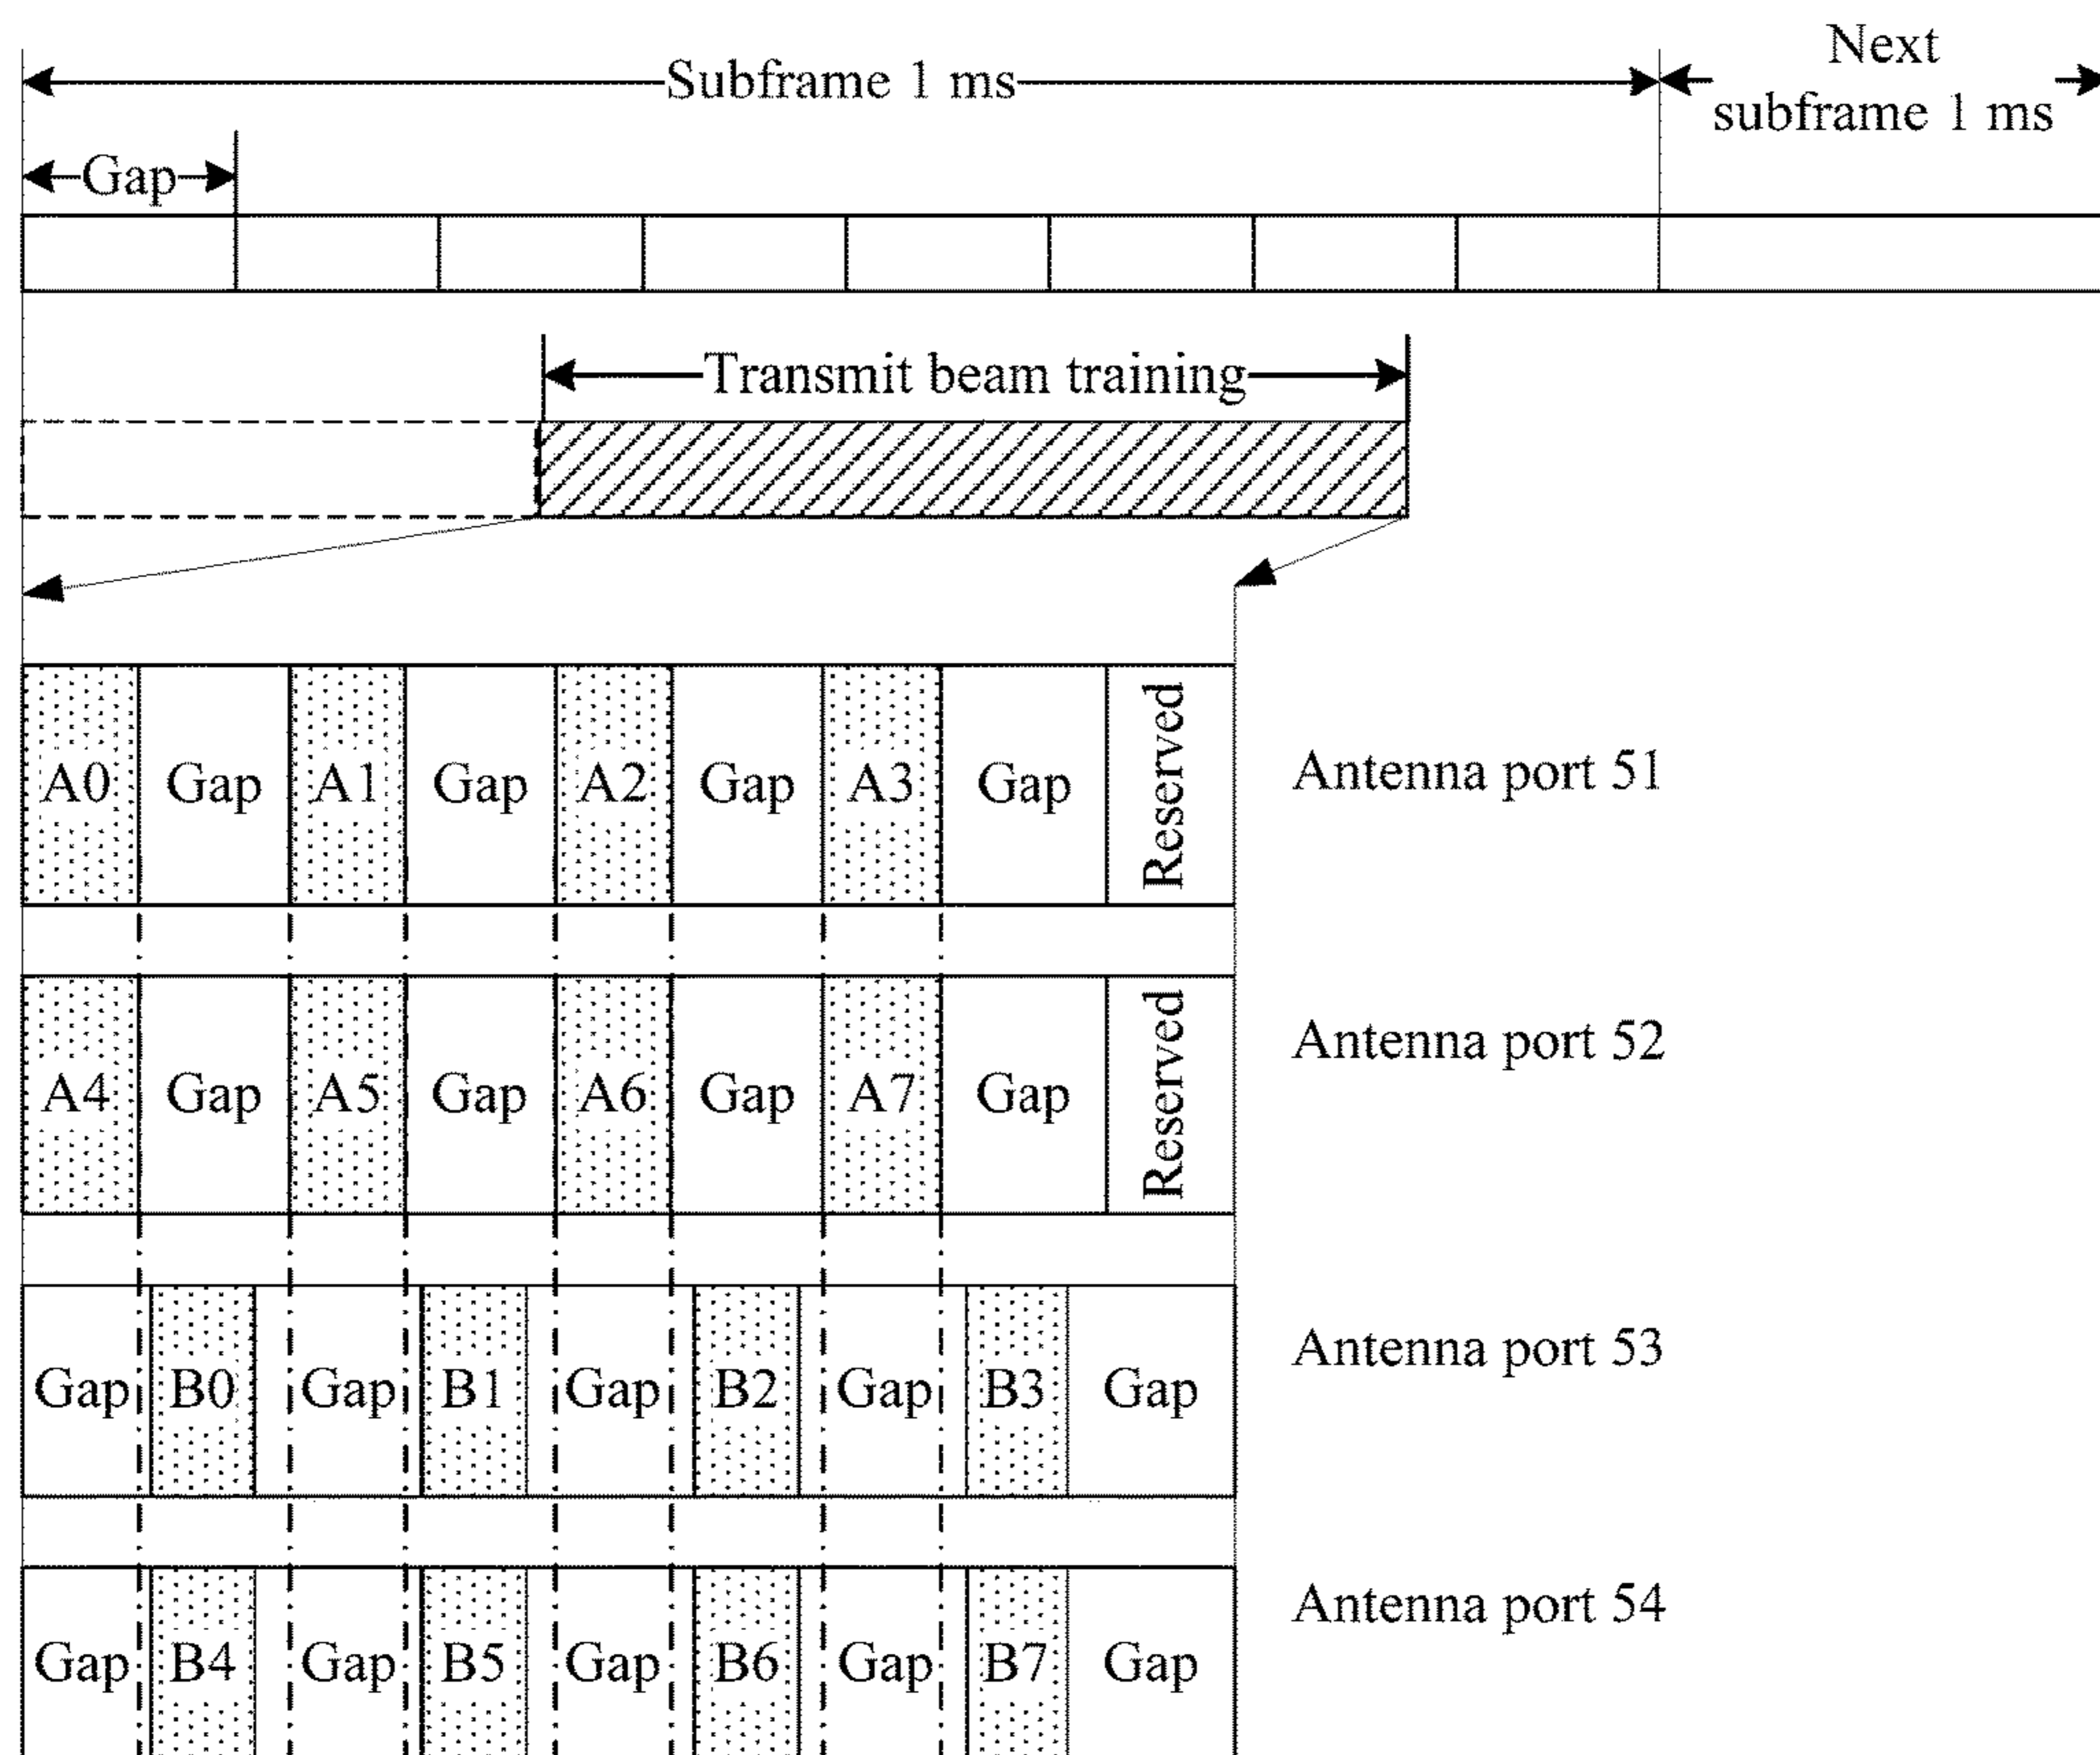 Subframe 1 ms
Next
subframe 1 ms
Gap
Transmit beam training
A0 Gap A1 Gap A2 Gap A3 Gap Reserved Antenna port 51
A4 Gap A5 Gap A6 Gap A7 Gap Reserved Antenna port 52
Gap B0 Gap B1 Gap B2 Gap B3 Gap Antenna port 53
Gap B4 Gap B5 Gap B6 Gap B7 Gap Antenna port 54